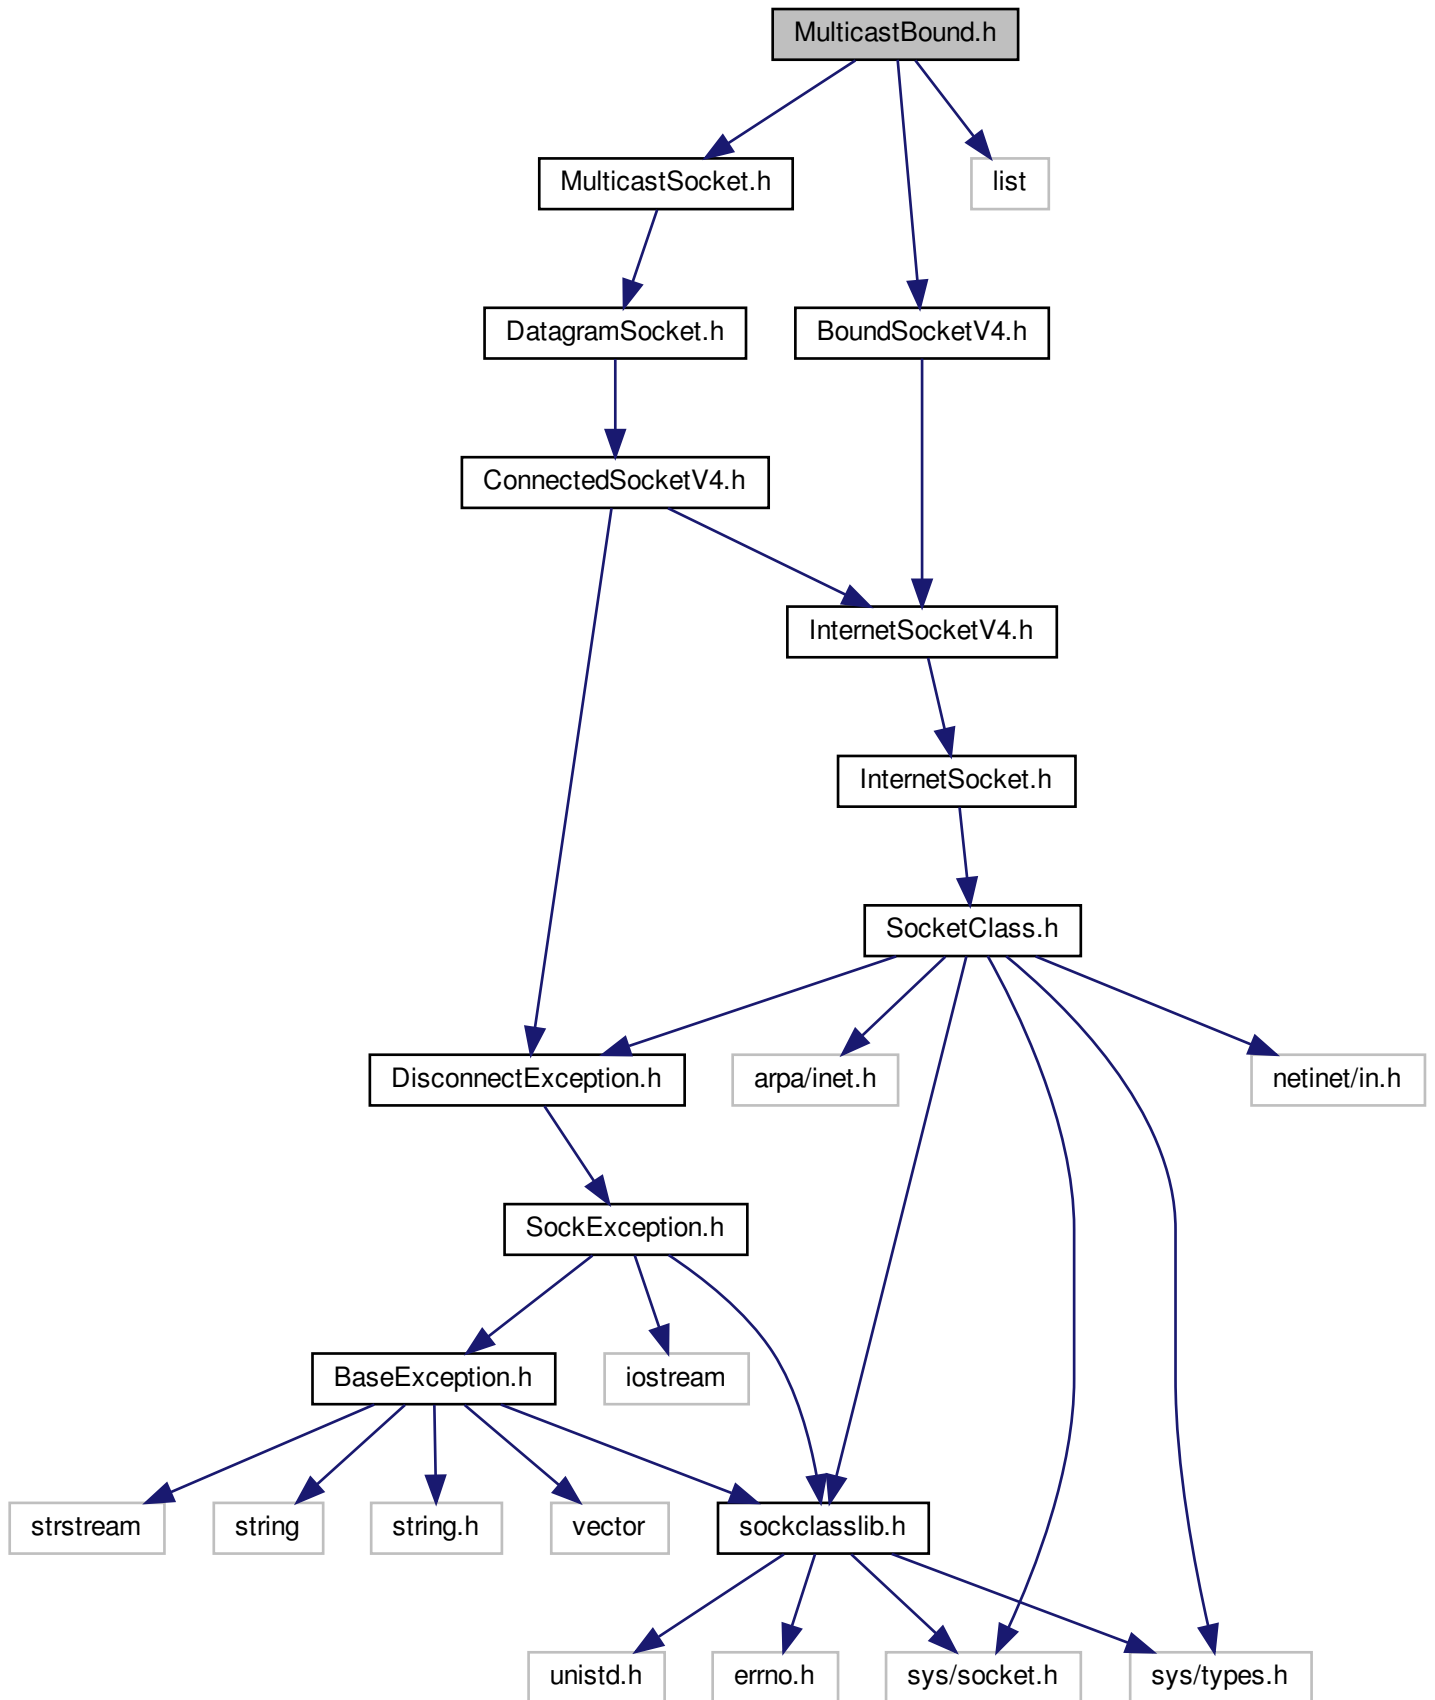 MulticastBound.h
MulticastSocket.h
list
DatagramSocket.h
BoundSocketV4.h
ConnectedSocketV4.h
InternetSocketV4.h
InternetSocket.h
SocketClass.h
DisconnectException.h
arpa/inet.h
netinet/in.h
SockException.h
BaseException.h
iostream
strstream
string
string.h
vector
sockclasslib.h
unistd.h
errno.h
sys/socket.h
sys/types.h